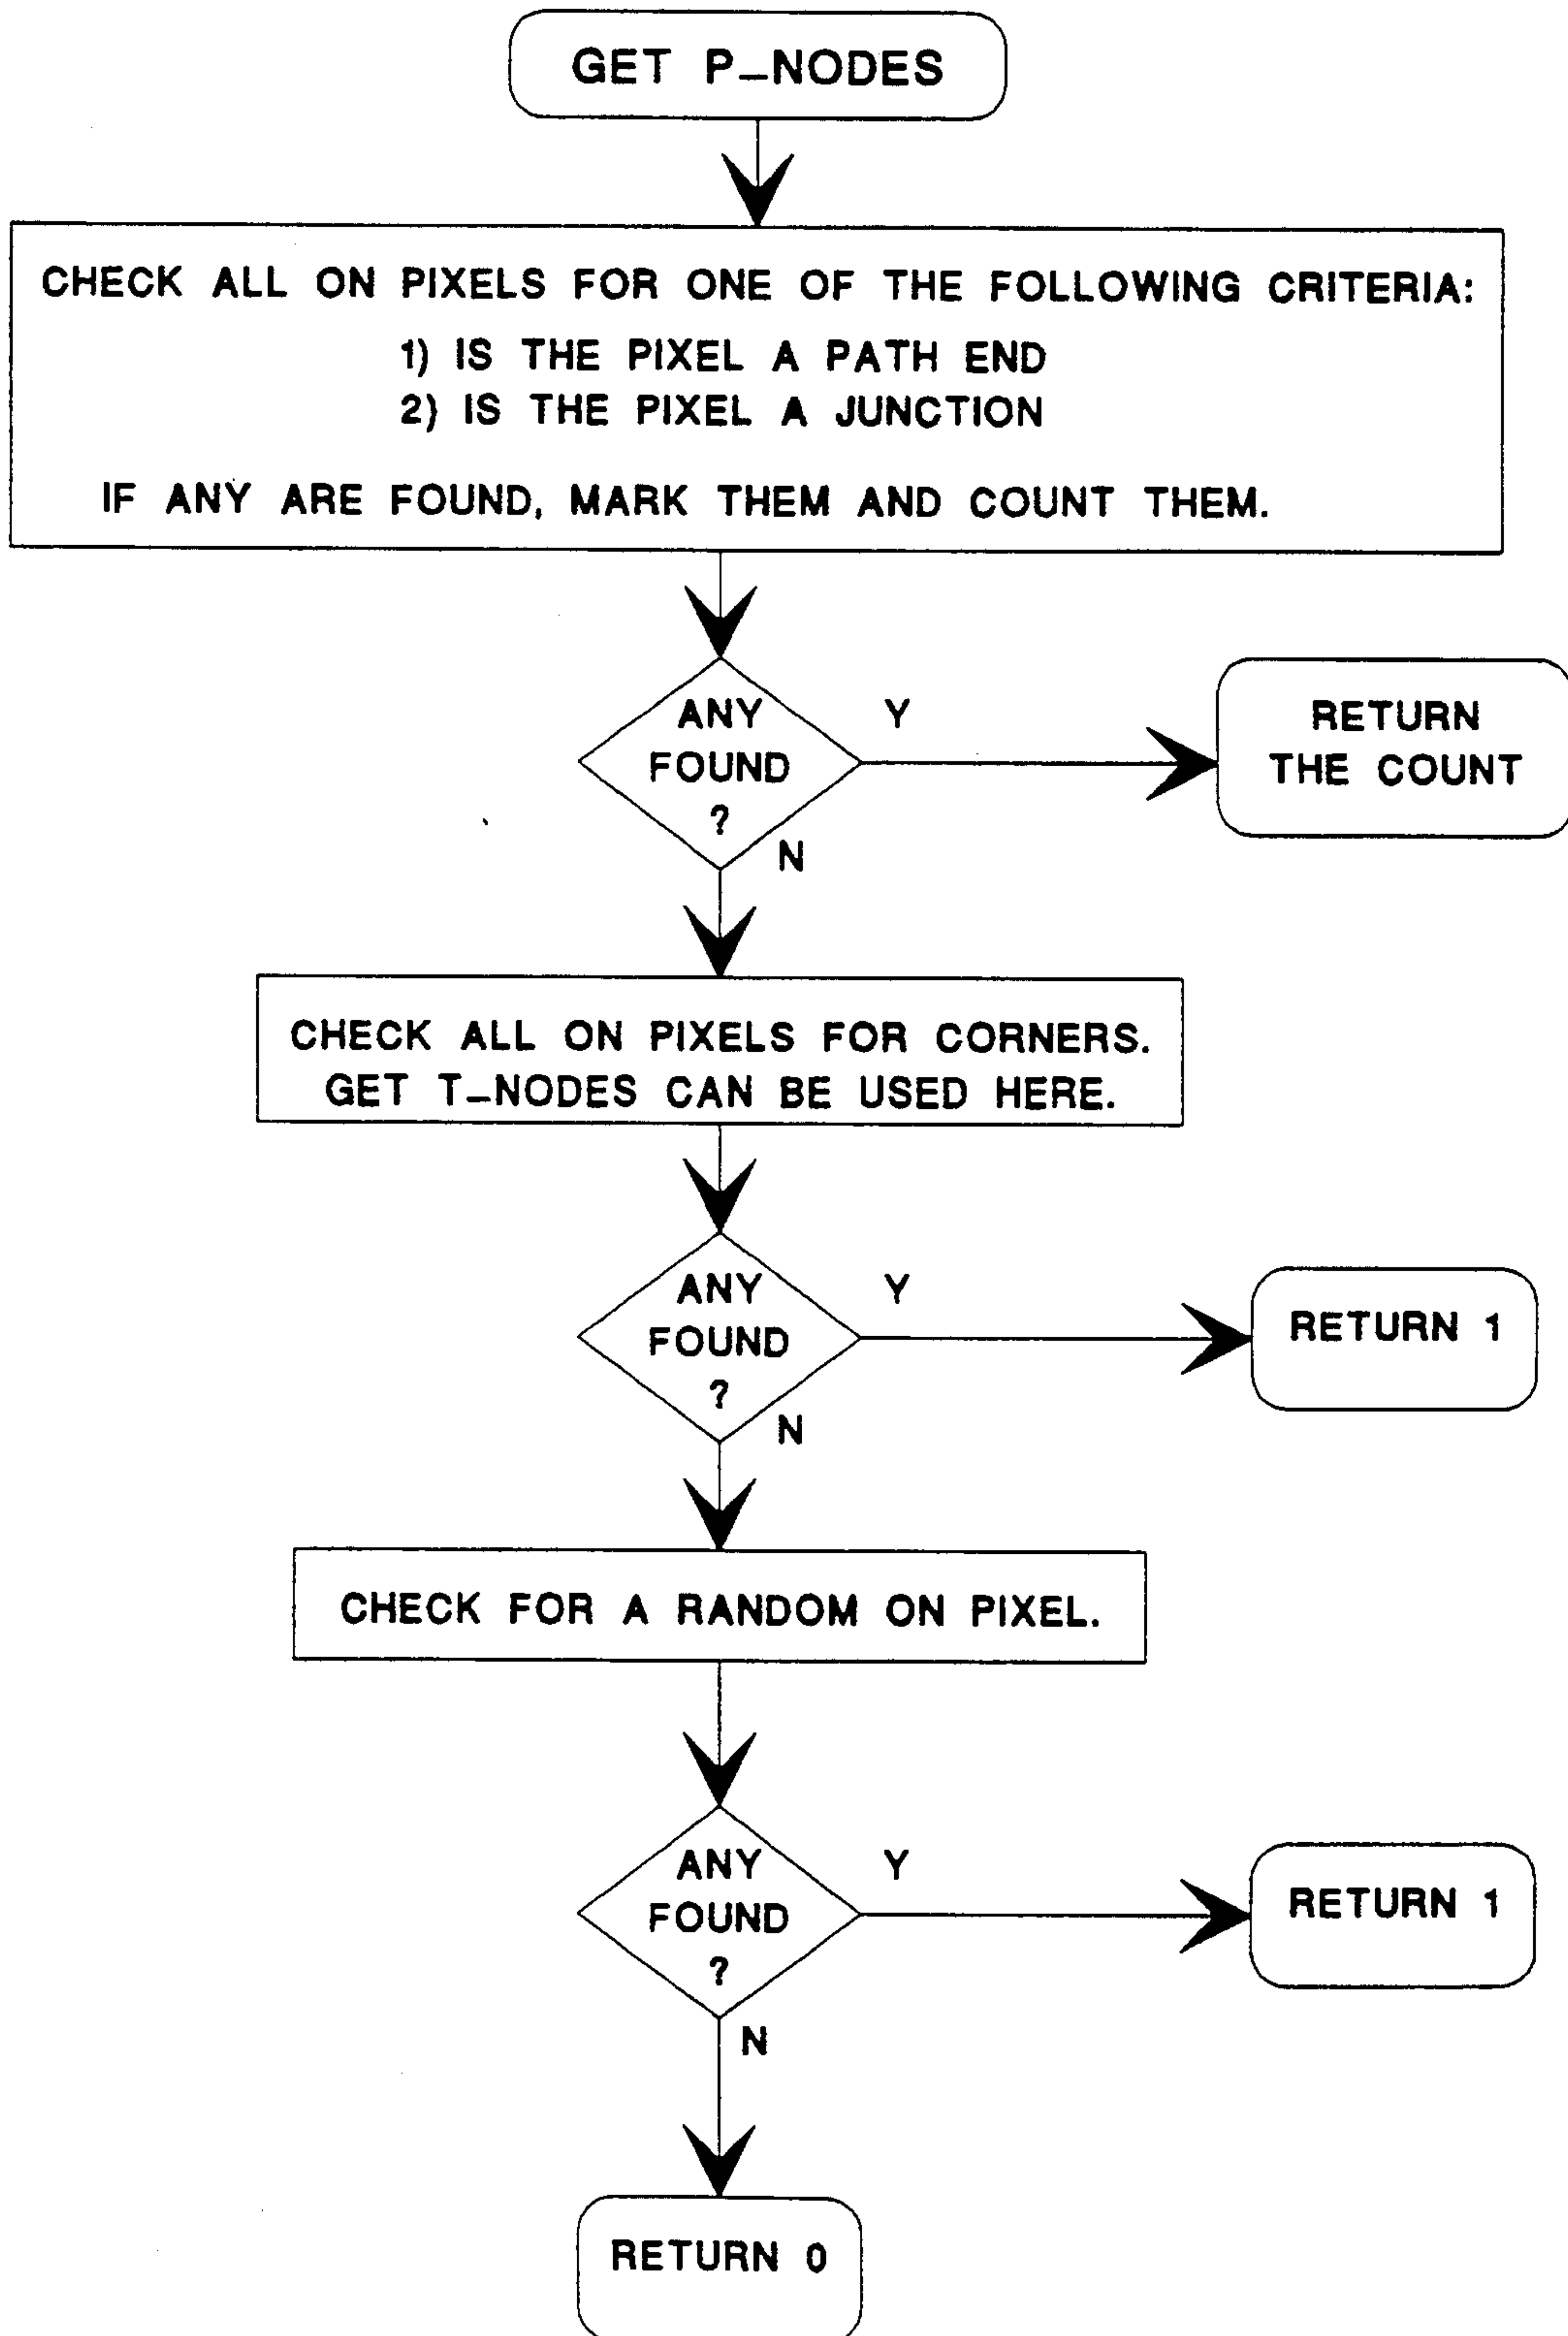 GET P_NODES
CHECK ALL ON PIXELS FOR ONE OF THE FOLLOWING CRITERIA:
1) IS THE PIXEL A PATH END
2) IS THE PIXEL A JUNCTION
IF ANY ARE FOUND, MARK THEM AND COUNT THEM.
ANY
FOUND
?
Y
RETURN
THE COUNT
N
CHECK ALL ON PIXELS FOR CORNERS.
GET T_NODES CAN BE USED HERE.
ANY
FOUND
?
Y
RETURN 1
N
CHECK FOR A RANDOM ON PIXEL.
ANY
FOUND
?
Y
RETURN 1
N
RETURN 0